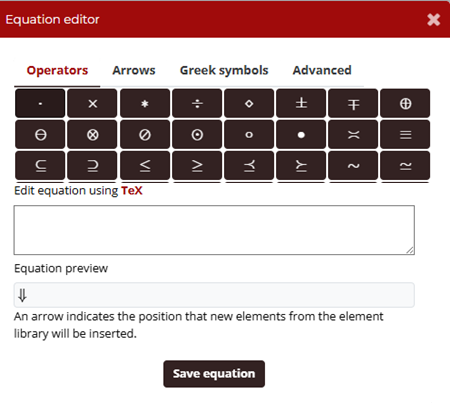 Equation editor ✖
Operators Arrows Greek symbols Advanced
· × ∗ ÷ ⋄ ± ∓ ⊕
⊖ ⊗ ⊘ ⊙ ∘ • ≍ ≡
⊆ ⊇ ≤ ≥ ⪯ ⪰ ∼ ≃
Edit equation using TeX
Equation preview
⇓
An arrow indicates the position that new elements from the element
library will be inserted.
Save equation